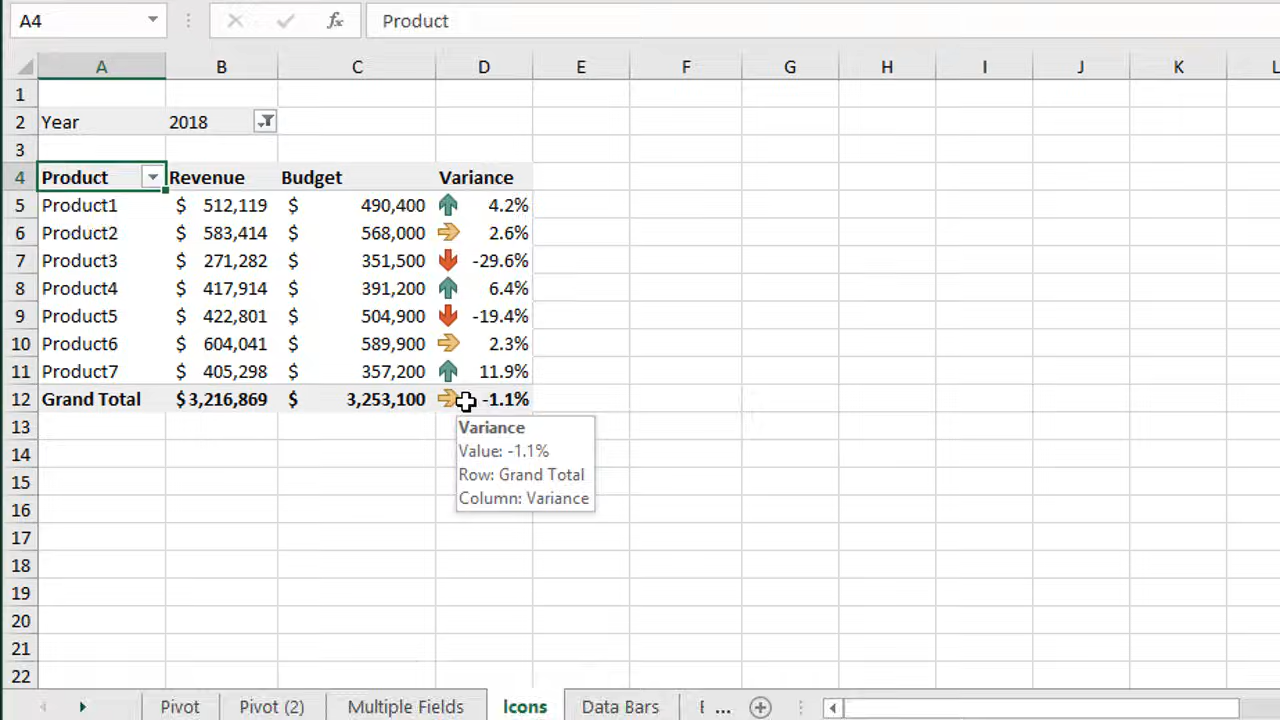 A4 fx Product
A B C D E F G H I J K L
1
2 Year 2018
3
4 Product Revenue Budget Variance
5 Product1 $ 512,119 $ 490,400 4.2%
6 Product2 $ 583,414 $ 568,000 2.6%
7 Product3 $ 271,282 $ 351,500 -29.6%
8 Product4 $ 417,914 $ 391,200 6.4%
9 Product5 $ 422,801 $ 504,900 -19.4%
10 Product6 $ 604,041 $ 589,900 2.3%
11 Product7 $ 405,298 $ 357,200 11.9%
12 Grand Total $ 3,216,869 $ 3,253,100 -1.1%
13 Variance
14 Value: -1.1%
15 Row: Grand Total
16 Column: Variance
17
18
19
20
21
22
Pivot Pivot (2) Multiple Fields Icons Data Bars ...